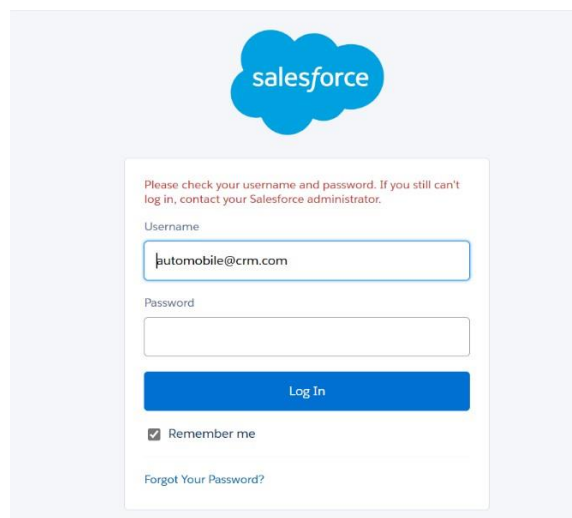 salesforce
Please check your username and password. If you still can't
log in, contact your Salesforce administrator.
Username
automobile@crm.com
Password
Log In
Remember me
Forgot Your Password?